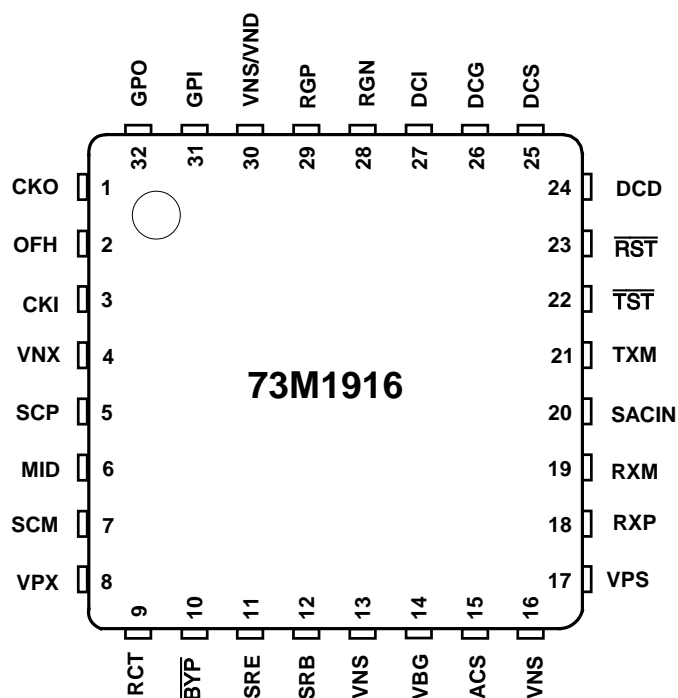 GPO GPI VNS/VND RGP RGN DCI DCG DCS
32 31 30 29 28 27 26 25
CKO 1 24 DCD
OFH 2 23 R̅S̅T̅
CKI 3 22 T̅S̅T̅
VNX 4 21 TXM
73M1916
SCP 5 20 SACIN
MID 6 19 RXM
SCM 7 18 RXP
VPX 8 17 VPS
9 10 11 12 13 14 15 16
RCT B̅Y̅P̅ SRE SRB VNS VBG ACS VNS